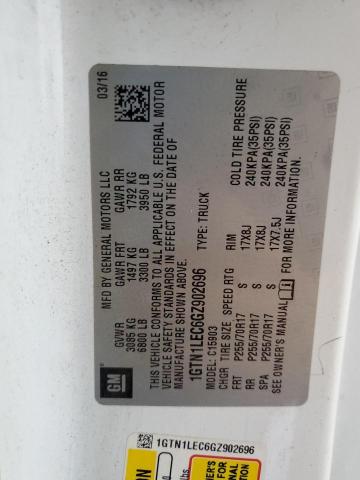 MFD BY GENERAL MOTORS LLC
03/16
GVWR GAWR FRT GAWR RR
3085 KG 1497 KG 1792 KG
6800 LB 3300 LB 3950 LB
THIS VEHICLE CONFORMS TO ALL APPLICABLE U.S. FEDERAL MOTOR
VEHICLE SAFETY STANDARDS IN EFFECT ON THE DATE OF
MANUFACTURE SHOWN ABOVE.
1GTN1LEC6GZ902696 TYPE: TRUCK
MODEL: C15903
CHGR TIRE SIZE SPEED RTG RIM COLD TIRE PRESSURE
FRT P255/70R17 S 17X8J 240KPA(35PSI)
RR P255/70R17 S 17X8J 240KPA(35PSI)
SPA P255/70R17 S 17X7.5J 240KPA(35PSI)
SEE OWNER'S MANUAL FOR MORE INFORMATION.
GM
1GTN1LEC6GZ902696